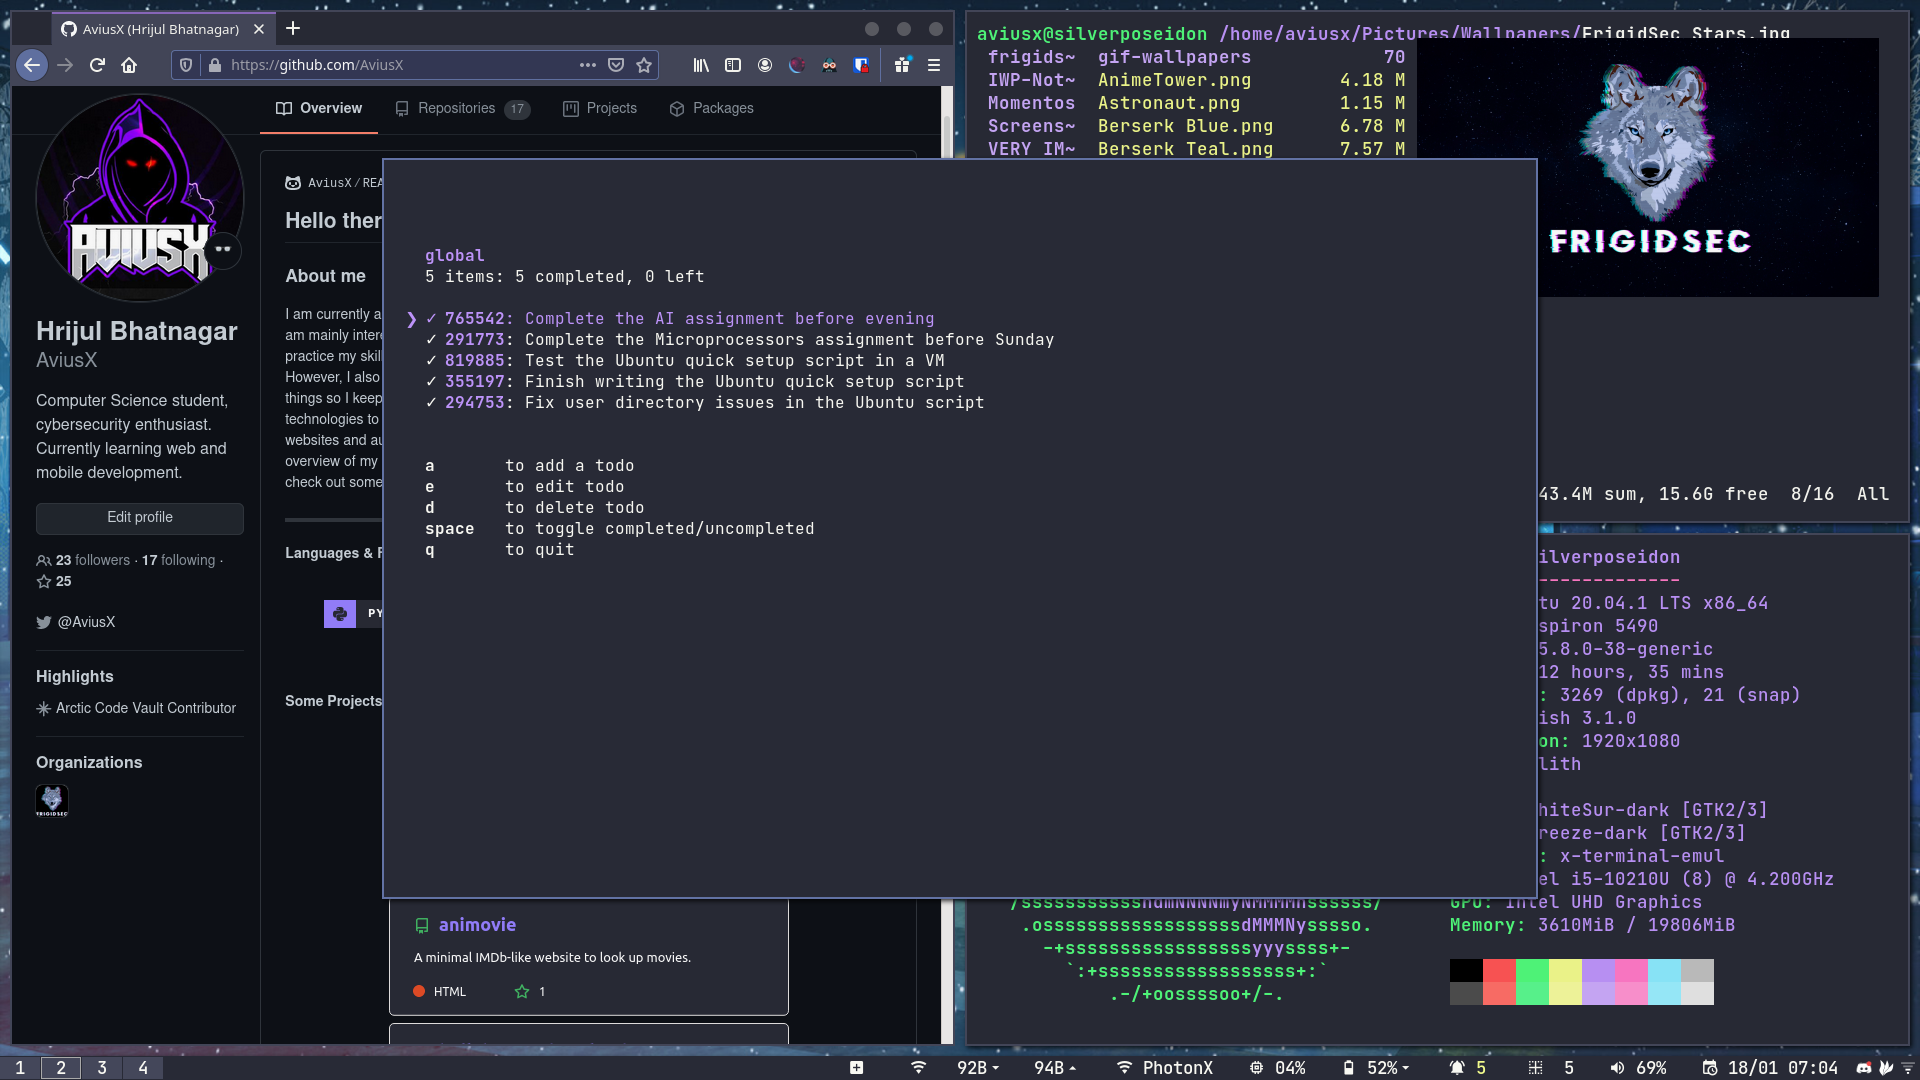 AviusX (Hrijul Bhatnagar)
https://github.com/AviusX
Overview
Repositories 17
Projects
Packages
AVIUSX
Hrijul Bhatnagar
AviusX
Computer Science student,
cybersecurity enthusiast.
Currently learning web and
mobile development.
Edit profile
23 followers · 17 following ·
25
@AviusX
Highlights
Arctic Code Vault Contributor
Organizations
FRIGIDSEC
AviusX/REA
Hello ther
About me
I am currently a
am mainly inter
practice my skil
However, I also
things so I keep
technologies to
websites and au
overview of my
check out some
Languages & F
PY
Some Projects
animovie
A minimal IMDb-like website to look up movies.
HTML 1
global
5 items: 5 completed, 0 left
❯ ✓ 765542: Complete the AI assignment before evening
✓ 291773: Complete the Microprocessors assignment before Sunday
✓ 819885: Test the Ubuntu quick setup script in a VM
✓ 355197: Finish writing the Ubuntu quick setup script
✓ 294753: Fix user directory issues in the Ubuntu script
a to add a todo
e to edit todo
d to delete todo
space to toggle completed/uncompleted
q to quit
aviusx@silverposeidon /home/aviusx/Pictures/Wallpapers/FrigidSec Stars.jpg
frigids~ gif-wallpapers 70
IWP-Not~ AnimeTower.png 4.18 M
Momentos Astronaut.png 1.15 M
Screens~ Berserk Blue.png 6.78 M
VERY IM~ Berserk Teal.png 7.57 M
FRIGIDSEC
43.4M sum, 15.6G free 8/16 All
ilverposeidon
-------------
tu 20.04.1 LTS x86_64
spiron 5490
5.8.0-38-generic
12 hours, 35 mins
: 3269 (dpkg), 21 (snap)
ish 3.1.0
on: 1920x1080
lith
hiteSur-dark [GTK2/3]
reeze-dark [GTK2/3]
: x-terminal-emul
el i5-10210U (8) @ 4.200GHz
GPU: Intel UHD Graphics
Memory: 3610MiB / 19806MiB
/sssssssssssshdmNNNNmyNMMMMhssssss/
.ossssssssssssssssssdMMMNysssso.
-+sssssssssssssssssyyyssss+-
`:+ssssssssssssssssss+:`
.-/+oossssoo+/-.
1 2 3 4
92B 94B PhotonX 04% 52% 5 5 69% 18/01 07:04